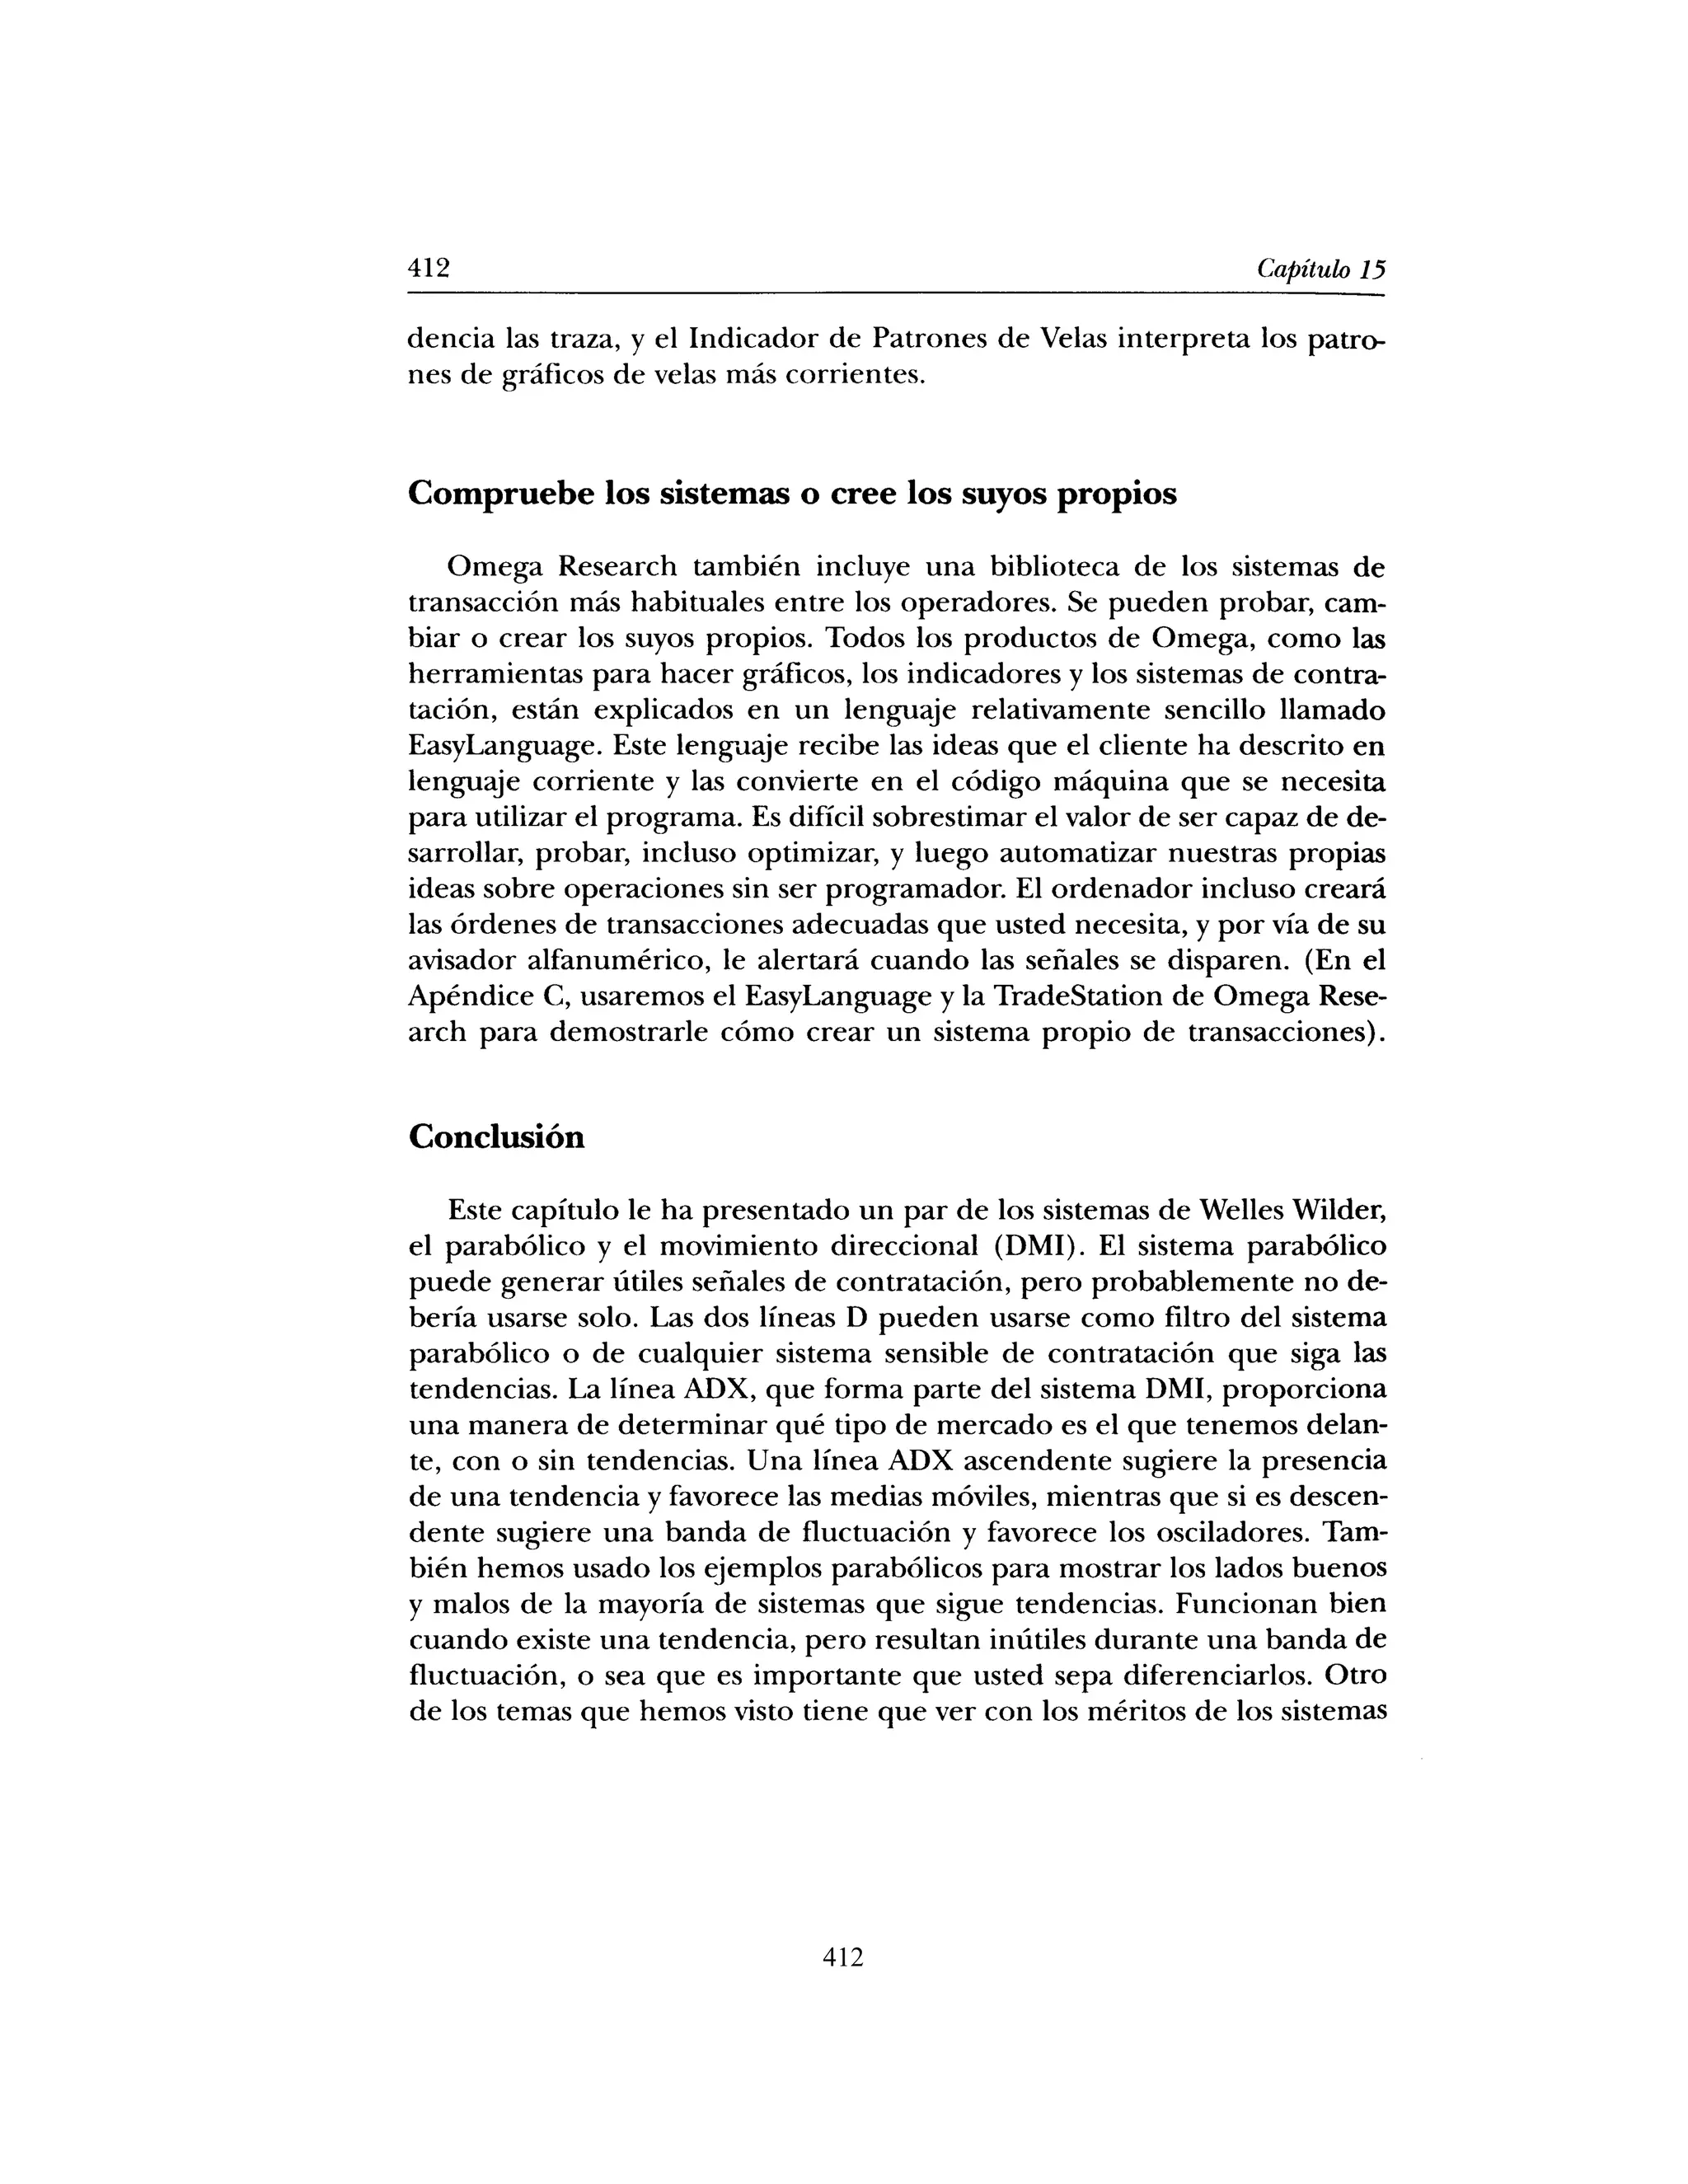 412 Capítulo 15
dencia las traza, y el Indicador de Patrones de Velas interpreta los patro-
nes de gráficos de velas más corrientes.
Compruebe los sistemas o cree los suyos propios
Omega Research también incluye una biblioteca de los sistemas de
transacción más habituales entre los operadores. Se pueden probar, cam-
biar o crear los suyos propios. Todos los productos de Omega, como las
herramientas para hacer gráficos, los indicadores y los sistemas de contra-
tación, están explicados en un lenguaje relativamente sencillo llamado
EasyLanguage. Este lenguaje recibe las ideas que el cliente ha descrito en
lenguaje corriente y las convierte en el código máquina que se necesita
para utilizar el programa. Es difícil sobrestimar el valor de ser capaz de de-
sarrollar, probar, incluso optimizar, y luego automatizar nuestras propias
ideas sobre operaciones sin ser programador. El ordenador incluso creará
las órdenes de transacciones adecuadas que usted necesita, y por vía de su
avisador alfanumérico, le alertará cuando las señales se disparen. (En el
Apéndice C, usaremos el EasyLanguage y la TradeStation de Omega Rese-
arch para demostrarle cómo crear un sistema propio de transacciones).
Conclusión
Este capítulo le ha presentado un par de los sistemas de Welles Wilder,
el parabólico y el movimiento direccional (DMI). El sistema parabólico
puede generar útiles señales de contratación, pero probablemente no de-
bería usarse solo. Las dos líneas D pueden usarse como filtro del sistema
parabólico o de cualquier sistema sensible de contratación que siga las
tendencias. La línea ADX, que forma parte del sistema DMI, proporciona
una manera de determinar qué tipo de mercado es el que tenemos delan-
te, con o sin tendencias. Una línea ADX ascendente sugiere la presencia
de una tendencia y favorece las medias móviles, mientras que si es descen-
dente sugiere una banda de fluctuación y favorece los osciladores. Tam-
bién hemos usado los ejemplos parabólicos para mostrar los lados buenos
y malos de la mayoría de sistemas que sigue tendencias. Funcionan bien
cuando existe una tendencia, pero resultan inútiles durante una banda de
fluctuación, o sea que es importante que usted sepa diferenciarlos. Otro
de los temas que hemos visto tiene que ver con los méritos de los sistemas
412